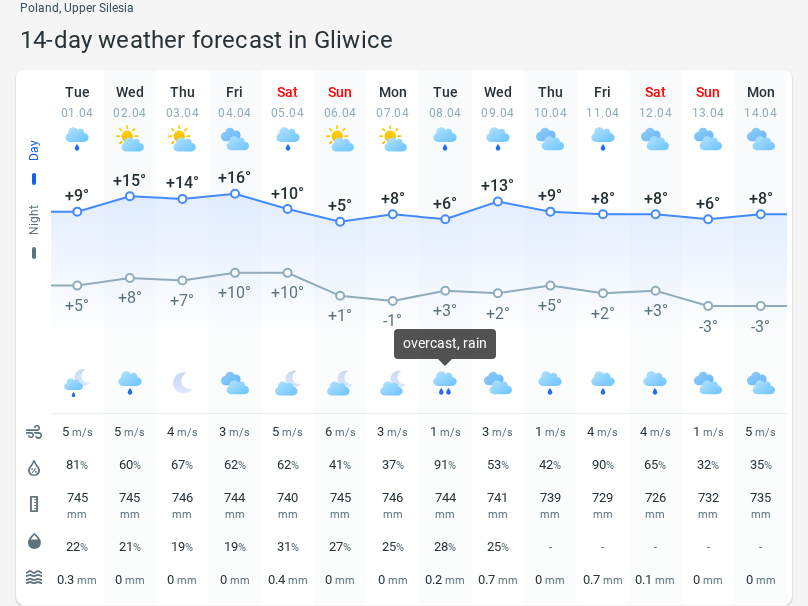 Poland, Upper Silesia
14-day weather forecast in Gliwice
Tue Wed Thu Fri Sat Sun Mon Tue Wed Thu Fri Sat Sun Mon
01.04 02.04 03.04 04.04 05.04 06.04 07.04 08.04 09.04 10.04 11.04 12.04 13.04 14.04
Day
+9° +15° +14° +16° +10° +5° +8° +6° +13° +9° +8° +8° +6° +8°
Night
+5° +8° +7° +10° +10° +1° -1° +3° +2° +5° +2° +3° -3° -3°
overcast, rain
5 m/s 5 m/s 4 m/s 3 m/s 5 m/s 6 m/s 3 m/s 1 m/s 3 m/s 1 m/s 4 m/s 4 m/s 1 m/s 5 m/s
81% 60% 67% 62% 62% 41% 37% 91% 53% 42% 90% 65% 32% 35%
745 745 746 744 740 745 746 744 741 739 729 726 732 735
mm mm mm mm mm mm mm mm mm mm mm mm mm mm
22% 21% 19% 19% 31% 27% 25% 28% 25% - - - - -
0.3 mm 0 mm 0 mm 0 mm 0.4 mm 0 mm 0 mm 0.2 mm 0.7 mm 0 mm 0.7 mm 0.1 mm 0 mm 0 mm